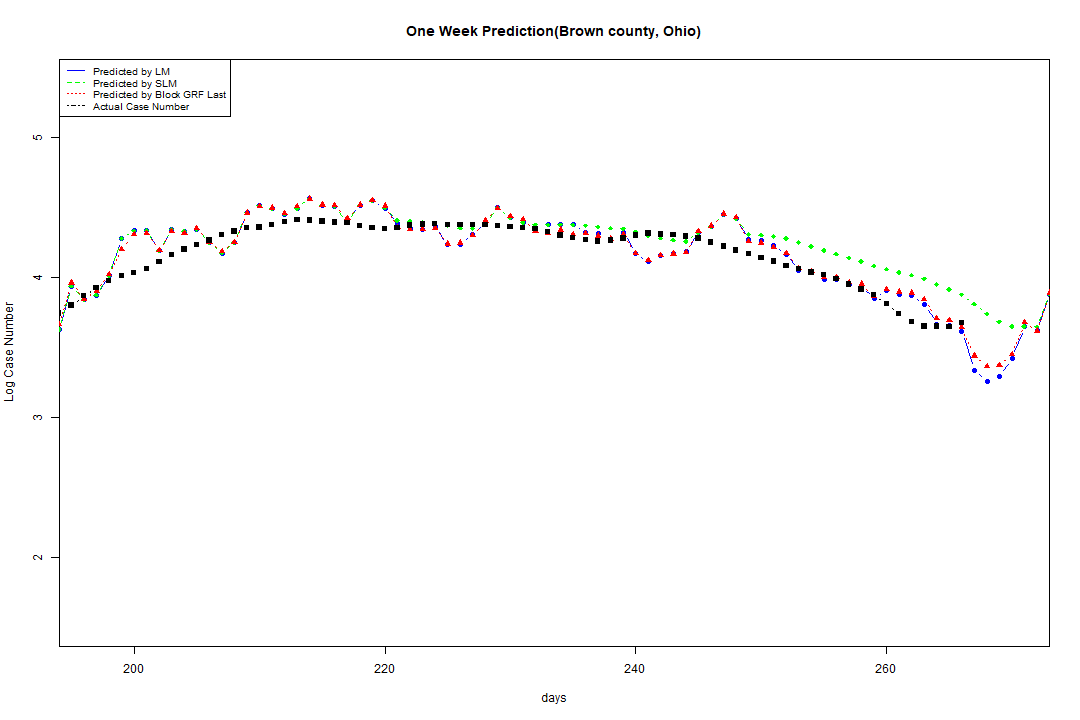 One Week Prediction(Brown county, Ohio)
Predicted by LM
Predicted by SLM
Predicted by Block GRF Last
Actual Case Number
5
4
3
2
Log Case Number
200 220 240 260
days